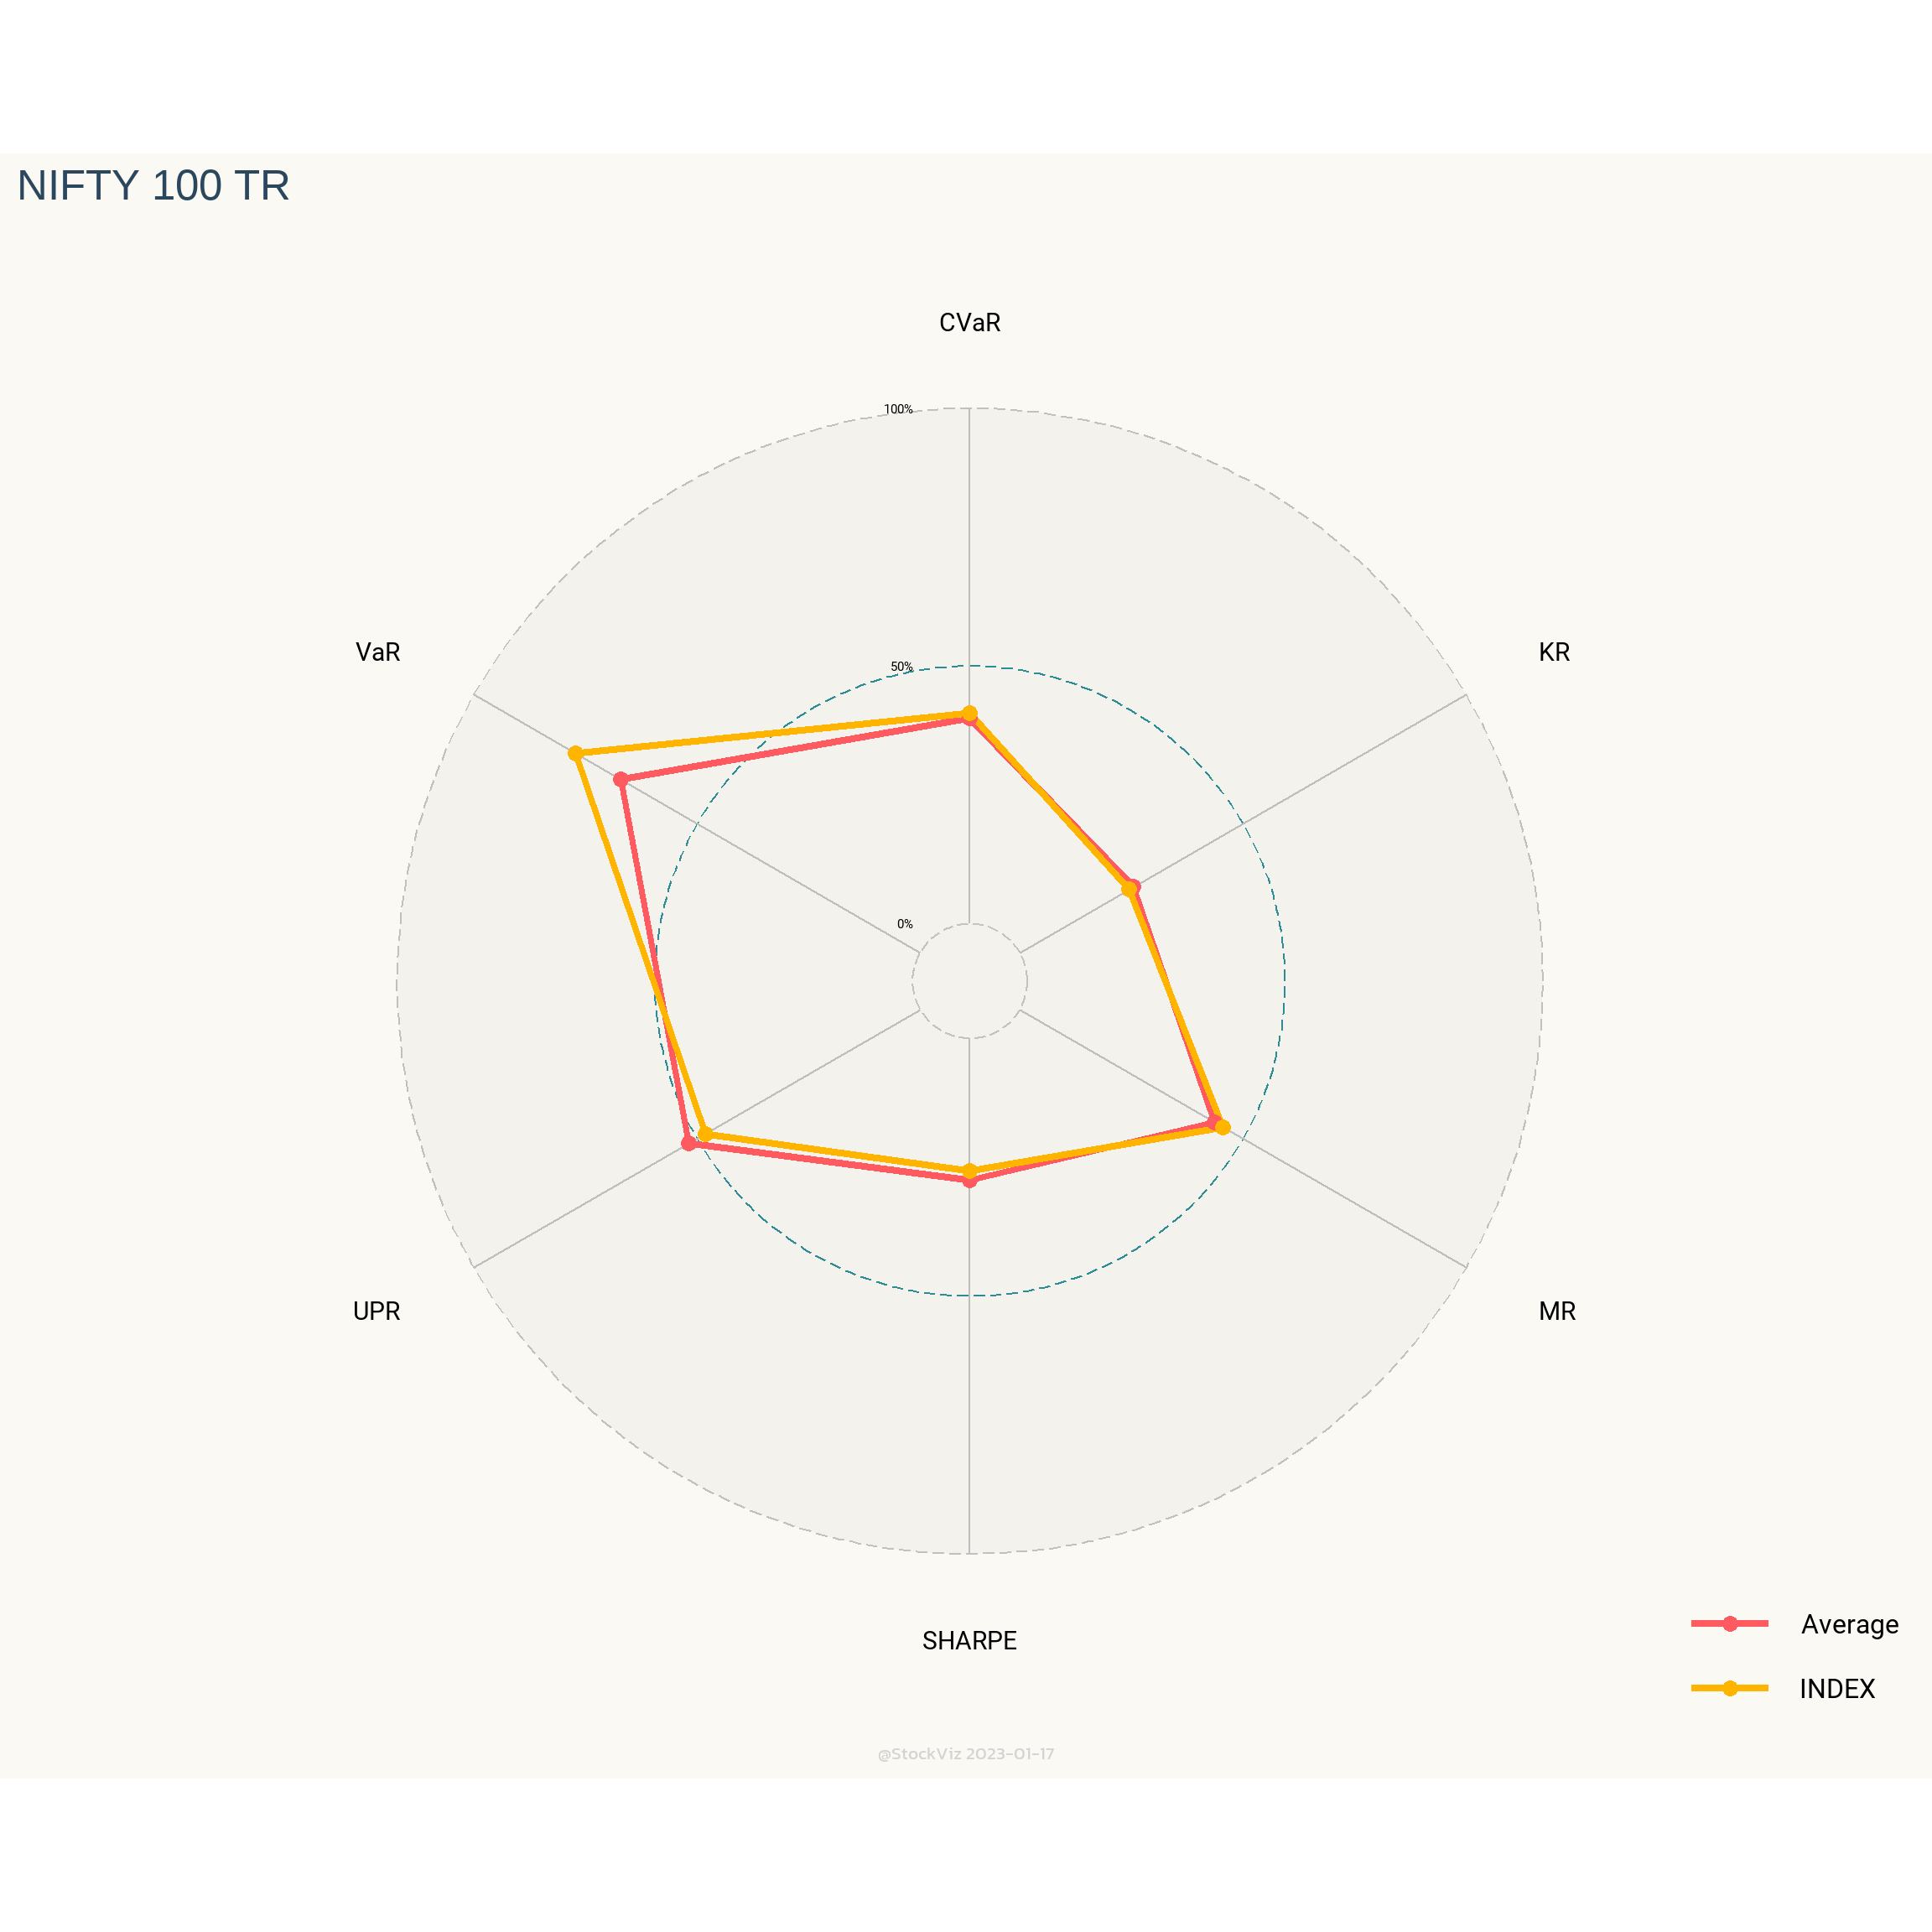 NIFTY 100 TR
CVaR
100%
VaR
KR
50%
0%
UPR
MR
SHARPE
Average
INDEX
@StockViz 2023-01-17